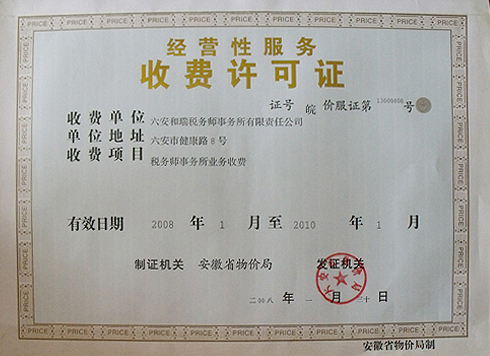 经营性服务
收费许可证
证号 皖 价服证第 13000808 号
收费单位 六安和瑞税务师事务所有限责任公司
单位地址 六安市健康路8号
收费项目 税务师事务所业务收费
有效日期 2008 年 1 月至 2010 年 1 月
制证机关 安徽省物价局 发证机关
二00八 年 一 月 三十 日
安徽省物价局制